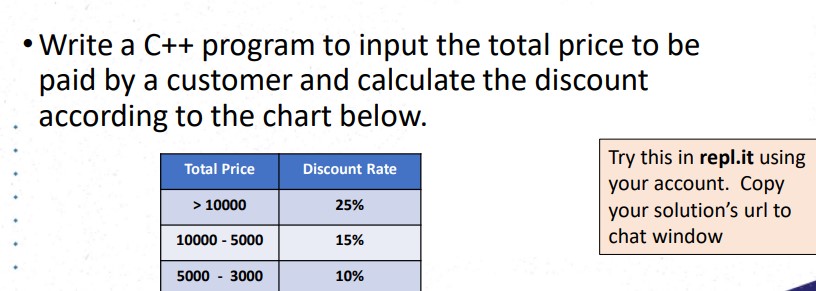 • Write a C++ program to input the total price to be
paid by a customer and calculate the discount
according to the chart below.
Total Price Discount Rate
> 10000 25%
10000 - 5000 15%
5000 - 3000 10%
Try this in repl.it using
your account. Copy
your solution's url to
chat window